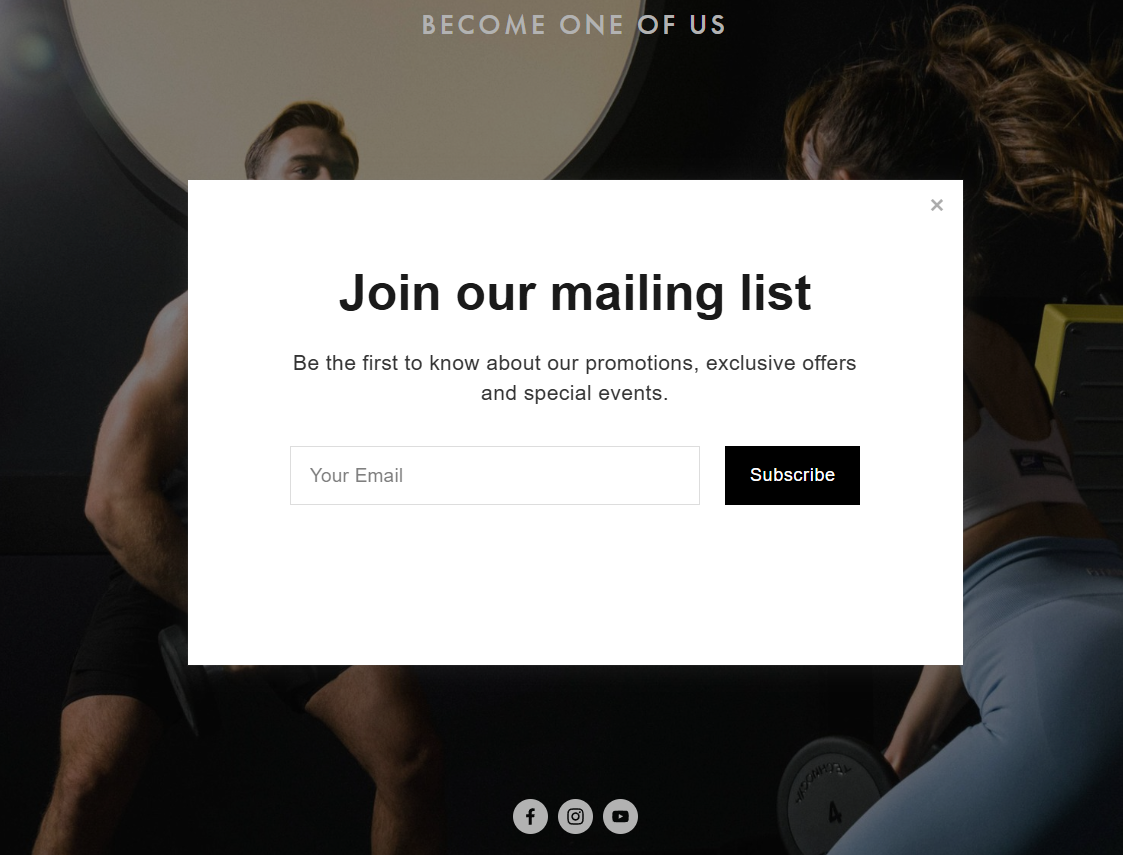 BECOME ONE OF US
×
Join our mailing list
Be the first to know about our promotions, exclusive offers
and special events.
Your Email
Subscribe
4